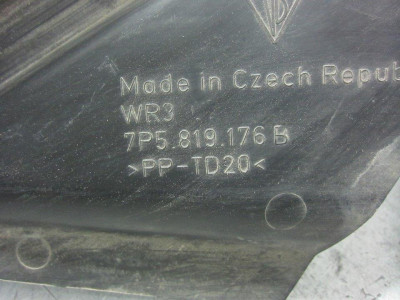 Made in Czech Repub
WR3
7P5.819.176 B
>PP-TD20<